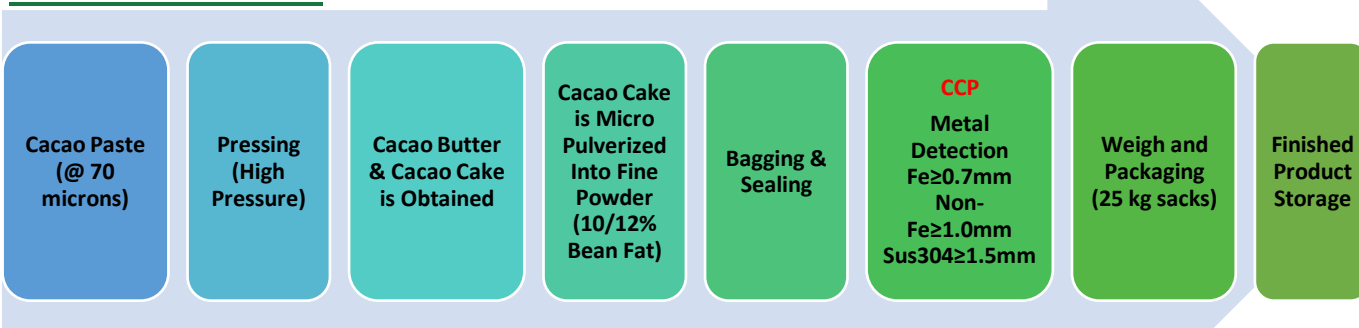 Cacao Paste
(@ 70
microns)
Pressing
(High
Pressure)
Cacao Butter
& Cacao Cake
is Obtained
Cacao Cake
is Micro
Pulverized
Into Fine
Powder
(10/12%
Bean Fat)
Bagging &
Sealing
CCP
Metal
Detection
Fe≥0.7mm
Non-
Fe≥1.0mm
Sus304≥1.5mm
Weigh and
Packaging
(25 kg sacks)
Finished
Product
Storage